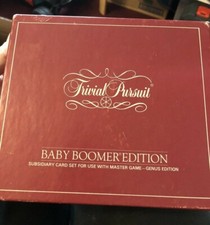 Trivial Pursuit
BABY BOOMER EDITION
SUBSIDIARY CARD SET FOR USE WITH MASTER GAME - GENUS EDITION